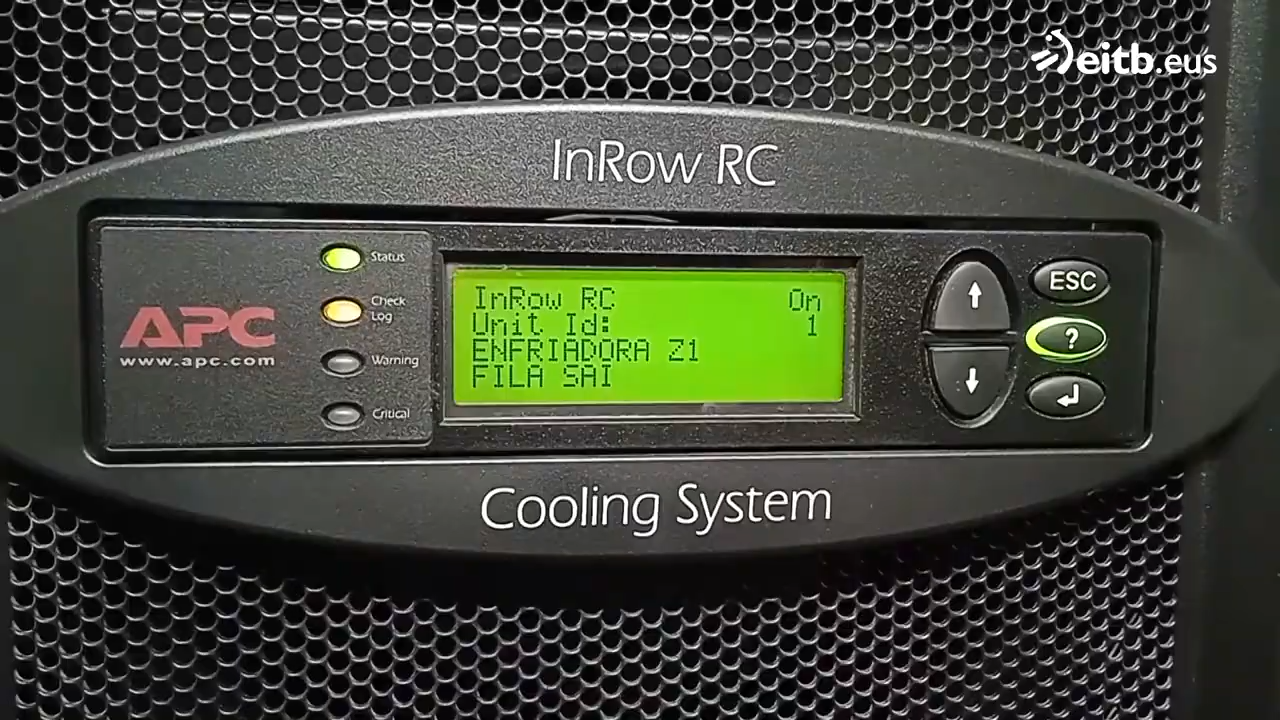 eitb.eus
InRow RC
Status
Check
Log
Warning
Critical
APC
www.apc.com
InRow RC On
Unit Id: 1
ENFRIADORA Z1
FILA SAI
ESC
?
Cooling System